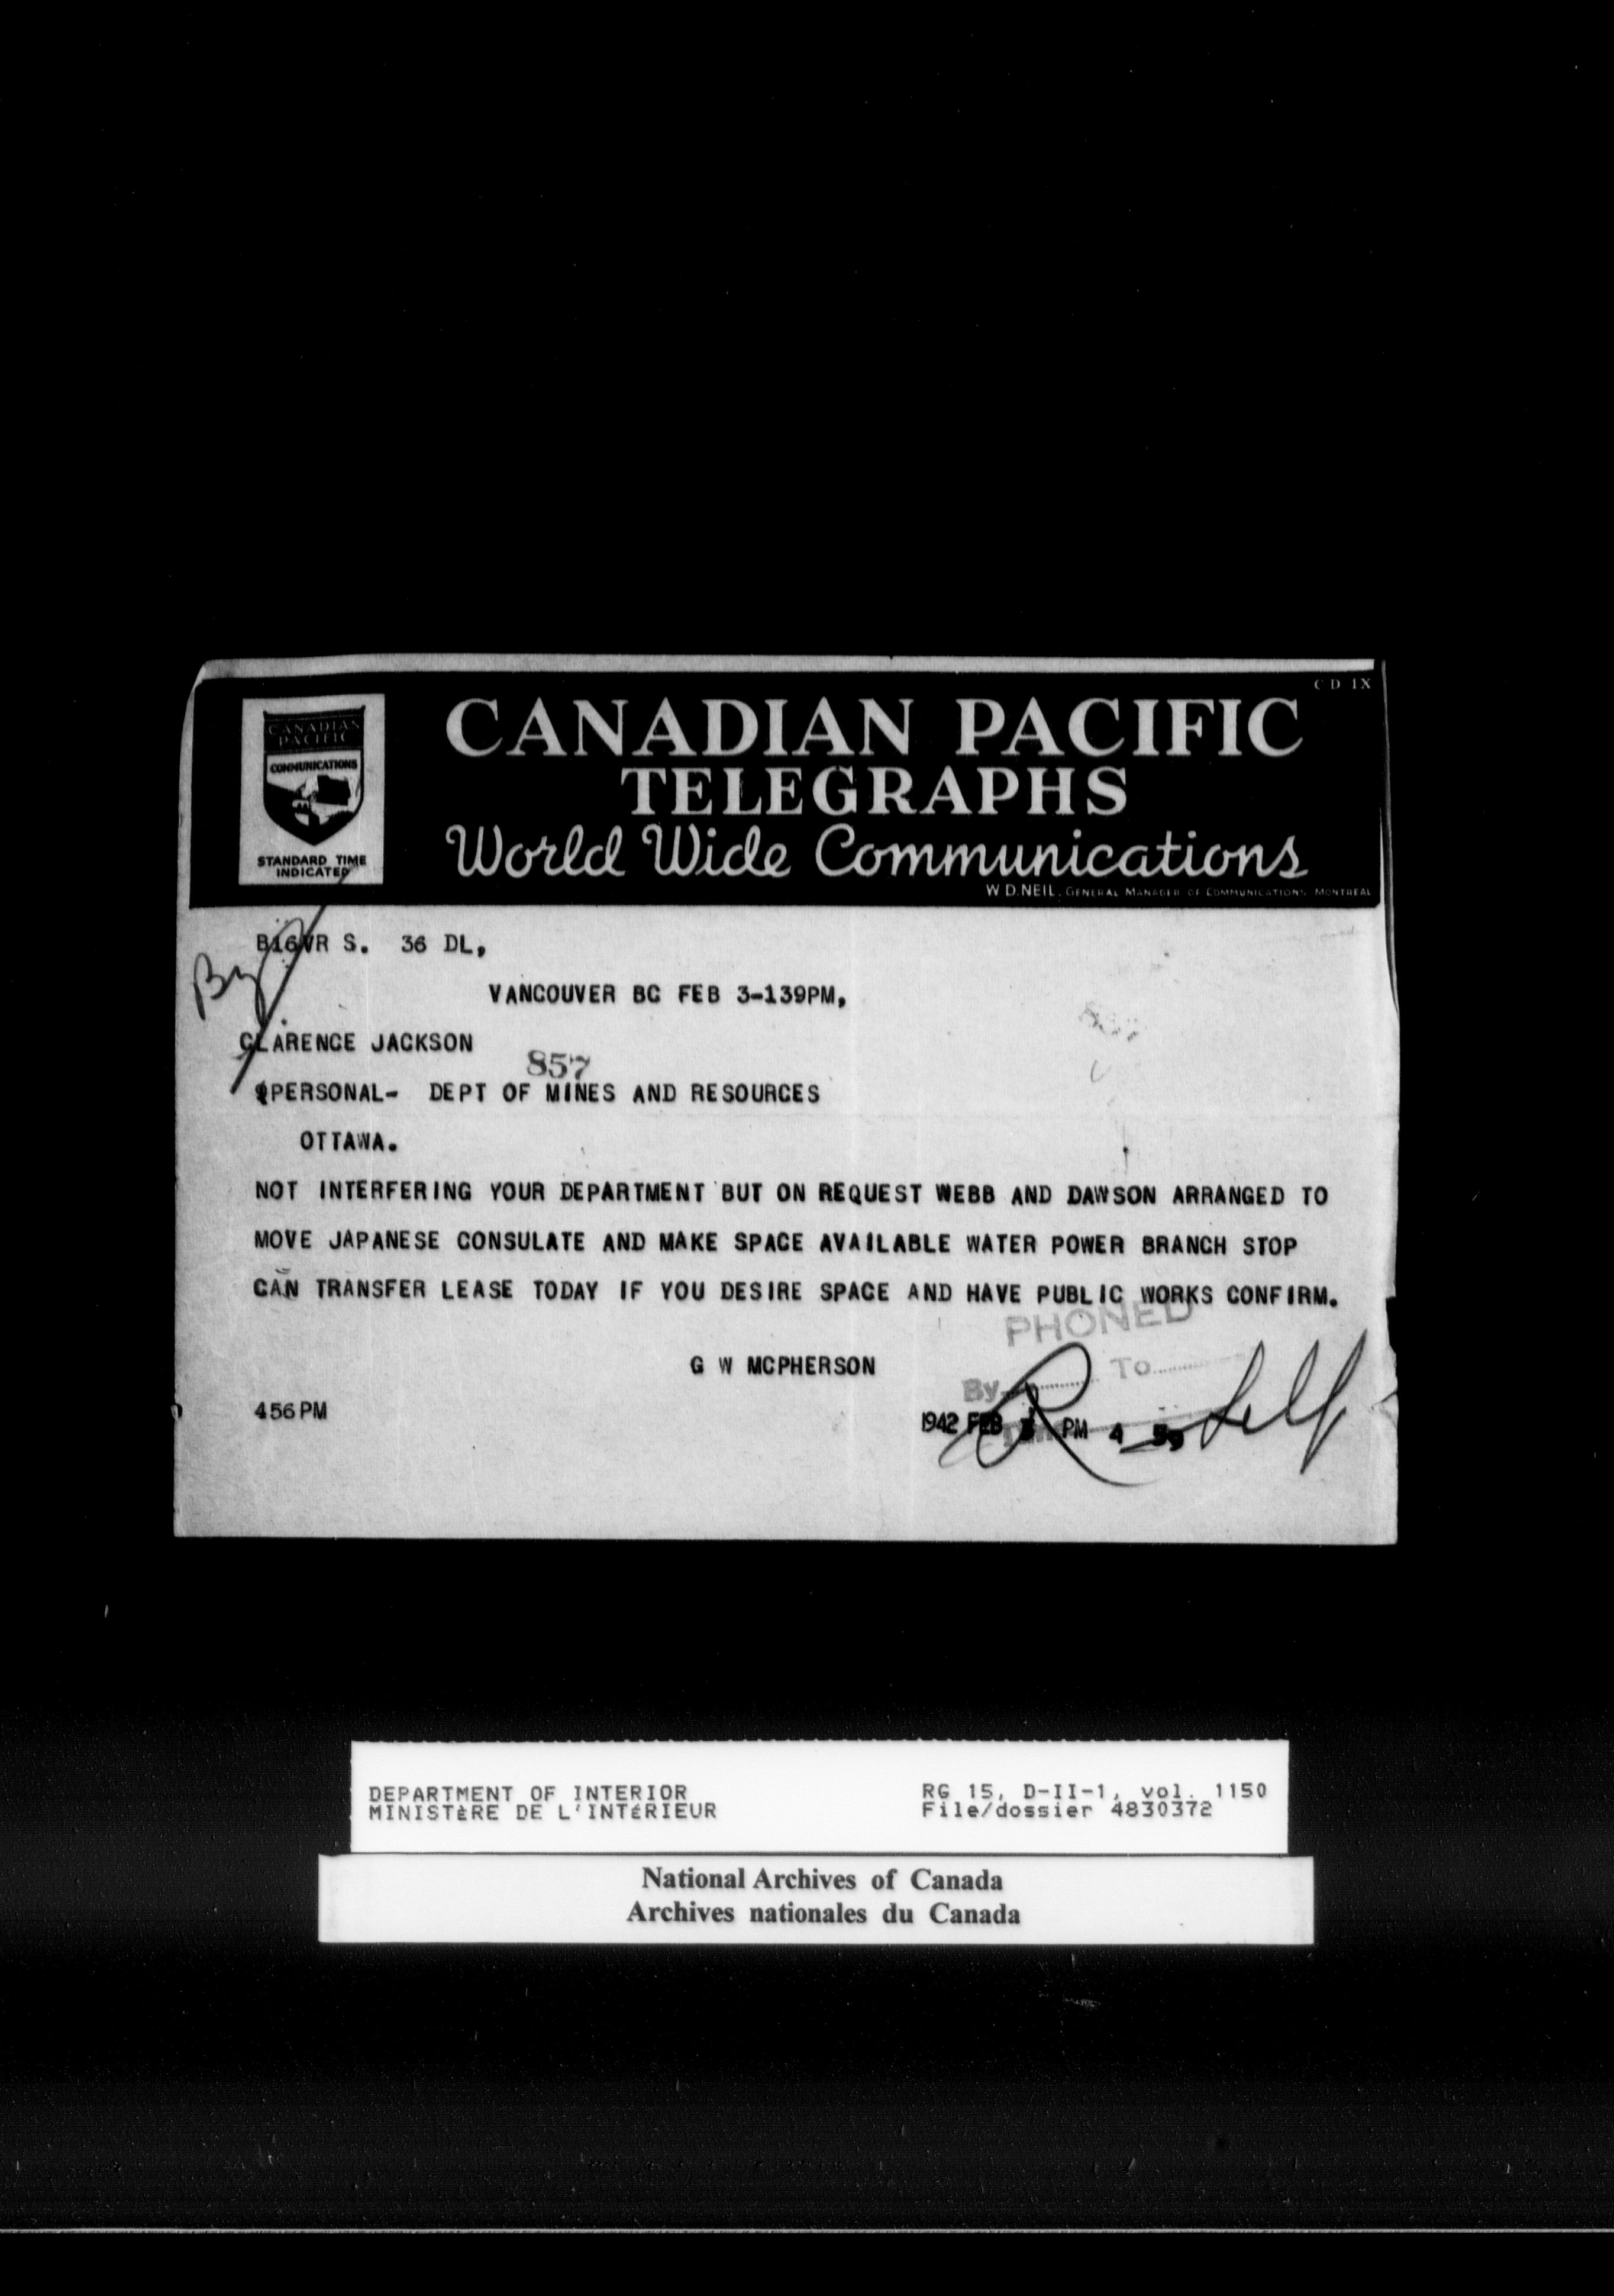 C D 1X
CANADIAN PACIFIC
TELEGRAPHS
World Wide Communications
W D. NEIL, GENERAL MANAGER OF COMMUNICATIONS MONTREAL
CANADIAN
PACIFIC
COMMUNICATIONS
STANDARD TIME
INDICATED
B16VR S. 36 DL,
By
VANCOUVER BC FEB 3-139PM,
CLARENCE JACKSON
857
PERSONAL- DEPT OF MINES AND RESOURCES
OTTAWA.
NOT INTERFERING YOUR DEPARTMENT BUT ON REQUEST WEBB AND DAWSON ARRANGED TO
MOVE JAPANESE CONSULATE AND MAKE SPACE AVAILABLE WATER POWER BRANCH STOP
CAN TRANSFER LEASE TODAY IF YOU DESIRE SPACE AND HAVE PUBLIC WORKS CONFIRM.
PHONED
G W MCPHERSON
To
By
456PM
1942 FEB 3 PM 4
DEPARTMENT OF INTERIOR
MINISTèRE DE L'INTéRIEUR
RG 15, D-II-1, vol. 1150
File/dossier 4830372
National Archives of Canada
Archives nationales du Canada